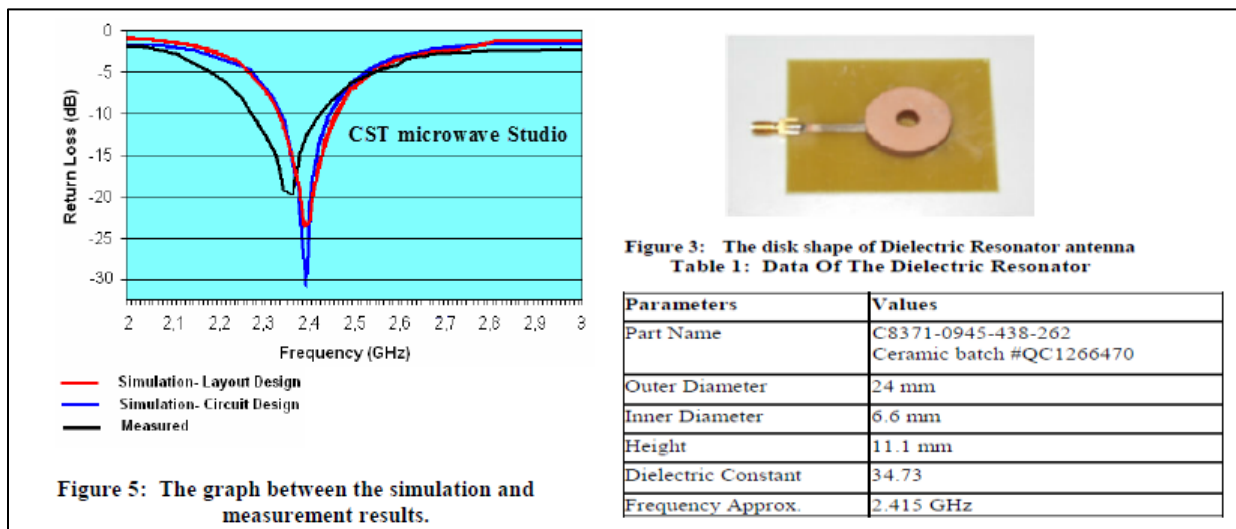 0
-5
-10
-15
-20
-25
-30
Return Loss (dB)
CST microwave Studio
2 2,1 2,2 2,3 2,4 2,5 2,6 2,7 2,8 2,9 3
Frequency (GHz)
Simulation- Layout Design
Simulation- Circuit Design
Measured
Figure 5: The graph between the simulation and
measurement results.
Figure 3: The disk shape of Dielectric Resonator antenna
Table 1: Data Of The Dielectric Resonator
Parameters Values
Part Name C8371-0945-438-262
Ceramic batch #QC1266470
Outer Diameter 24 mm
Inner Diameter 6.6 mm
Height 11.1 mm
Dielectric Constant 34.73
Frequency Approx. 2.415 GHz